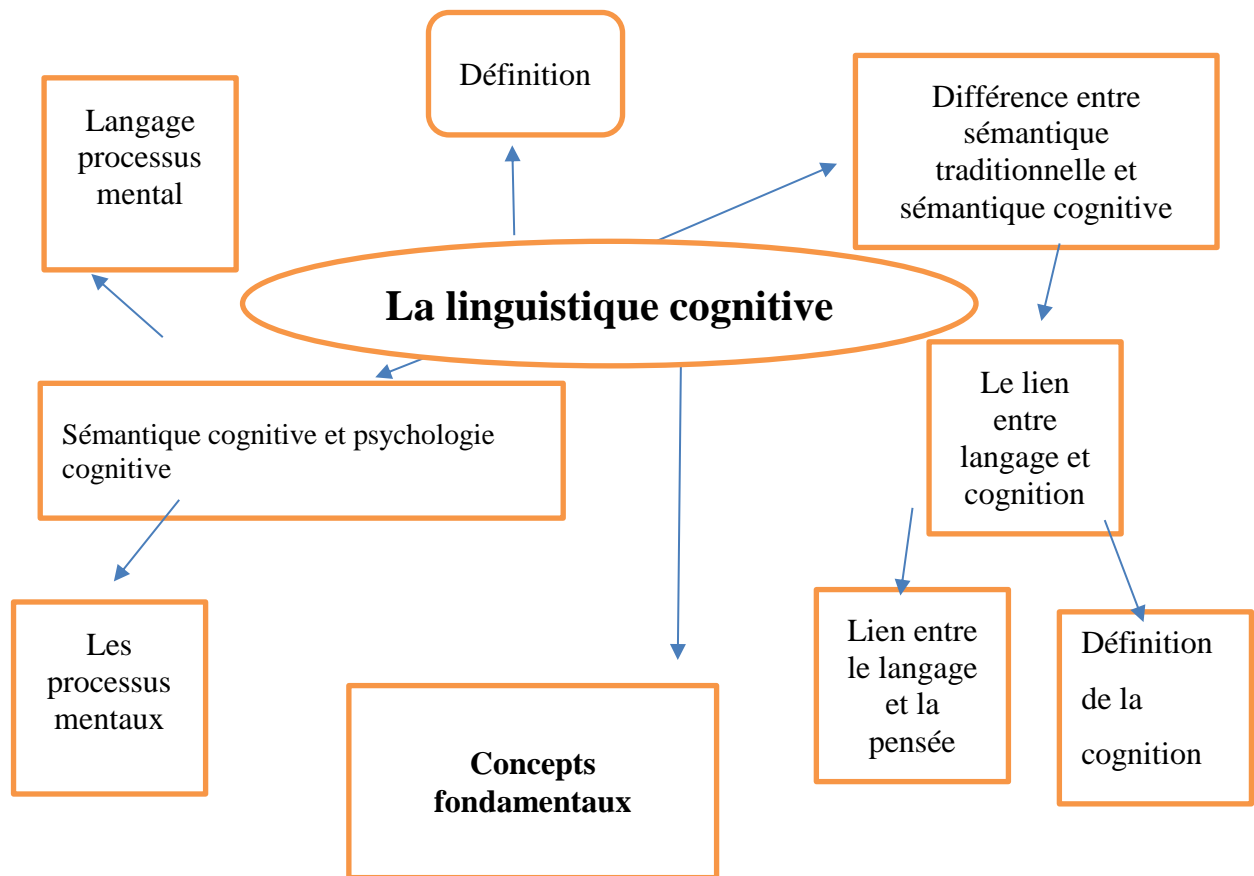 Définition
Langage
processus
mental
Différence entre
sémantique
traditionnelle et
sémantique cognitive
La linguistique cognitive
Sémantique cognitive et psychologie
cognitive
Le lien
entre
langage et
cognition
Les
processus
mentaux
Concepts
fondamentaux
Lien entre
le langage
et la
pensée
Définition
de la
cognition